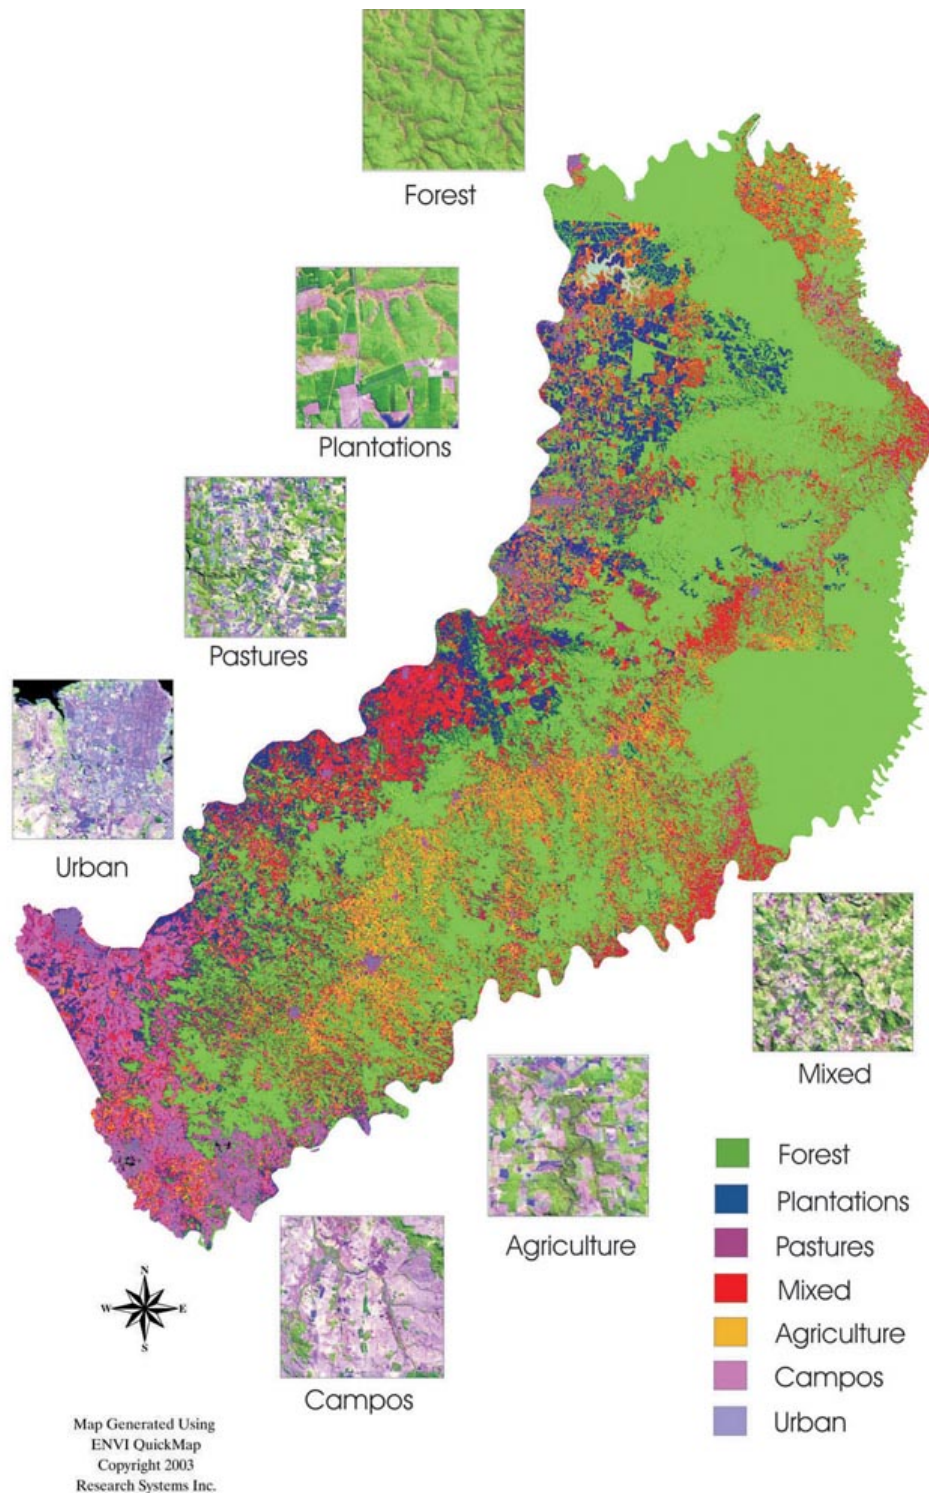 Forest
Plantations
Pastures
Urban
Mixed
Agriculture
Campos
Forest
Plantations
Pastures
Mixed
Agriculture
Campos
Urban
N
W E
S
Map Generated Using
ENVI QuickMap
Copyright 2003
Research Systems Inc.